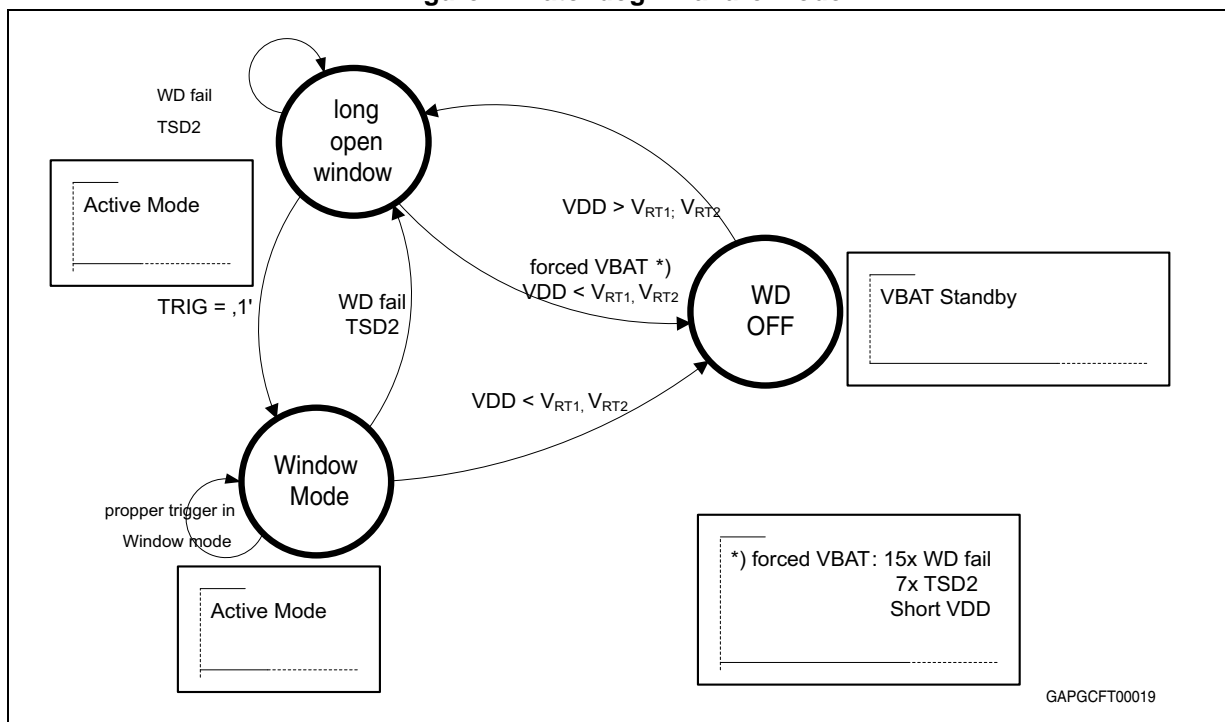 WD fail
TSD2
long
open
window
Active Mode
VDD > VRT1; VRT2
forced VBAT *)
VDD < VRT1, VRT2
WD
OFF
VBAT Standby
TRIG = ‚1'
WD fail
TSD2
VDD < VRT1, VRT2
Window
Mode
propper trigger in
Window mode
Active Mode
*) forced VBAT: 15x WD fail
7x TSD2
Short VDD
GAPGCFT00019